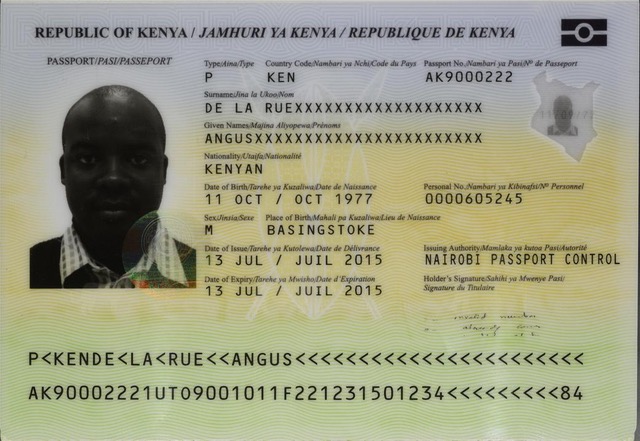 REPUBLIC OF KENYA / JAMHURI YA KENYA / REPUBLIQUE DE KENYA
PASSPORT/PASI/PASSEPORT
Type/Aina/Type Country Code/Nambari ya Nchi/Code du Pays Passport No./Nambari ya Pasi/Nº de Passeport
P KEN AK9000222
Surname/Jina la Ukoo/Nom
DE LA RUEXXXXXXXXXXXXXXXXXXX
Given Names/Majina Aliyopewa/Prénoms
ANGUSXXXXXXXXXXXXXXXXXXXXXXX
Nationality/Utaifa/Nationalité
KENYAN
Date of Birth/Tarehe ya Kuzaliwa/Date de Naissance Personal No./Nambari ya Kibinafsi/Nº Personnel
11 OCT / OCT 1977 0000605245
Sex/Jinsia/Sexe Place of Birth/Mahali pa Kuzaliwa/Lieu de Naissance
M BASINGSTOKE
Date of Issue/Tarehe ya Kutolewa/Date de Délivrance Issuing Authority/Mamlaka ya kutoa Pasi/Autorité
13 JUL / JUIL 2015 NAIROBI PASSPORT CONTROL
Date of Expiry/Tarehe ya Mwisho/Date d'Expiration Holder's Signature/Sahihi ya Mwenye Pasi/
13 JUL / JUIL 2015 Signature du Titulaire
P<KENDE<LA<RUE<<ANGUS<<<<<<<<<<<<<<<<<<<<<<<
AK90002221UTO9001011F221231501234<<<<<<<<<84